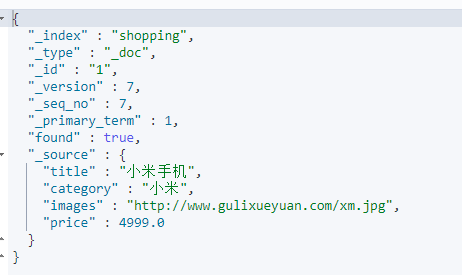 {
"_index" : "shopping",
"_type" : "_doc",
"_id" : "1",
"_version" : 7,
"_seq_no" : 7,
"_primary_term" : 1,
"found" : true,
"_source" : {
"title" : "小米手机",
"category" : "小米",
"images" : "http://www.gulixueyuan.com/xm.jpg",
"price" : 4999.0
}
}